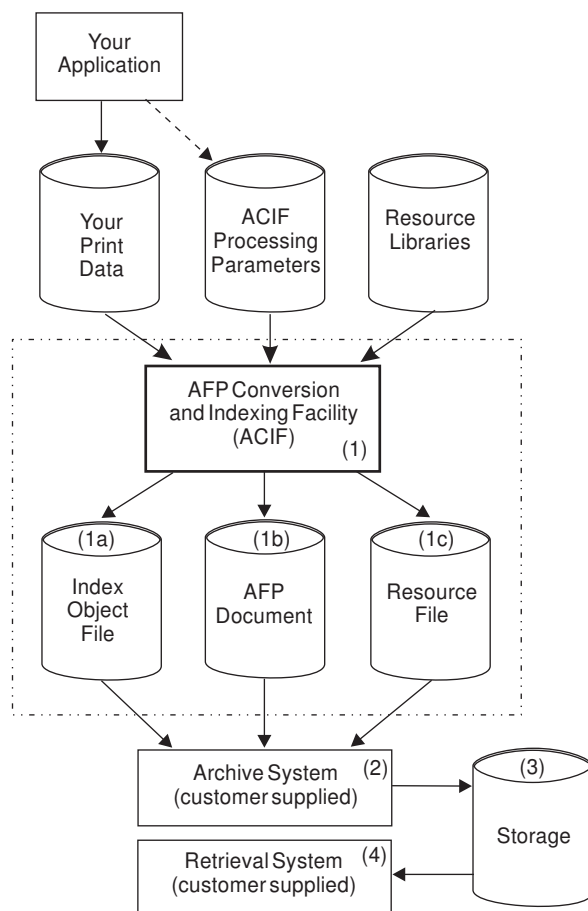 Your
Application
Your
Print
Data
ACIF
Processing
Parameters
Resource
Libraries
AFP Conversion
and Indexing Facility
(ACIF)
(1)
(1a)
Index
Object
File
(1b)
AFP
Document
(1c)
Resource
File
Archive System (2)
(customer supplied)
(3)
Storage
Retrieval System (4)
(customer supplied)